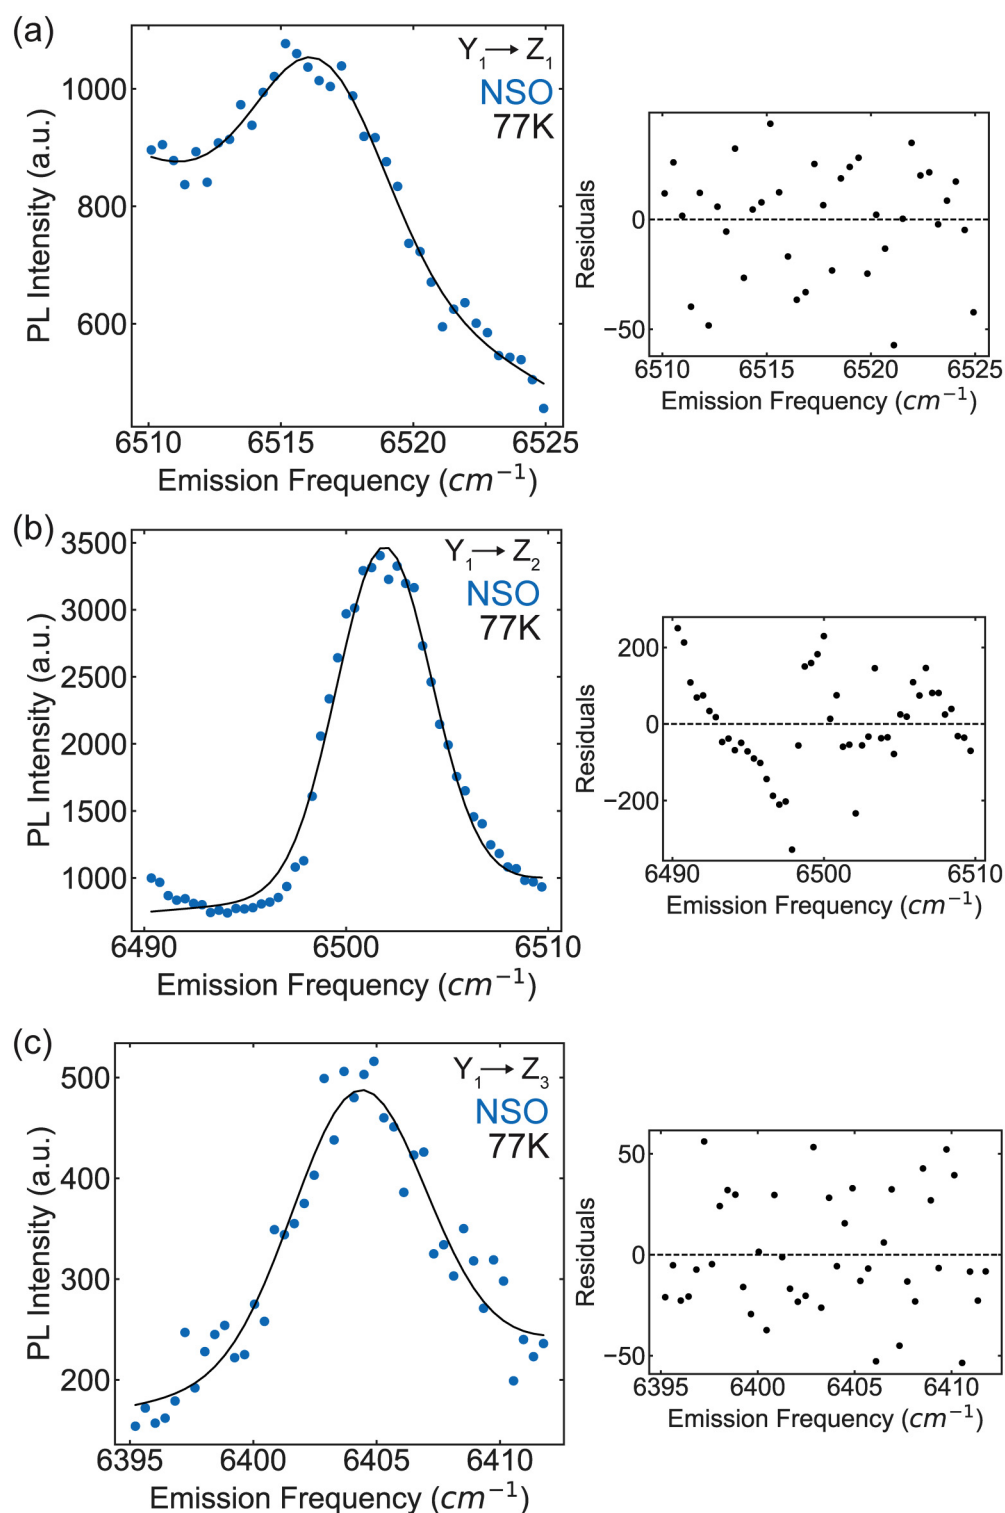 (a)
Y₁ → Z₁
NSO
77K
1000
800
600
PL Intensity (a.u.)
6510 6515 6520 6525
Emission Frequency (cm⁻¹)
0
−50
Residuals
6510 6515 6520 6525
Emission Frequency (cm⁻¹)
(b)
Y₁ → Z₂
NSO
77K
3500
3000
2500
2000
1500
1000
PL Intensity (a.u.)
6490 6500 6510
Emission Frequency (cm⁻¹)
200
0
−200
Residuals
6490 6500 6510
Emission Frequency (cm⁻¹)
(c)
Y₁ → Z₃
NSO
77K
500
400
300
200
PL Intensity (a.u.)
6395 6400 6405 6410
Emission Frequency (cm⁻¹)
50
0
−50
Residuals
6395 6400 6405 6410
Emission Frequency (cm⁻¹)